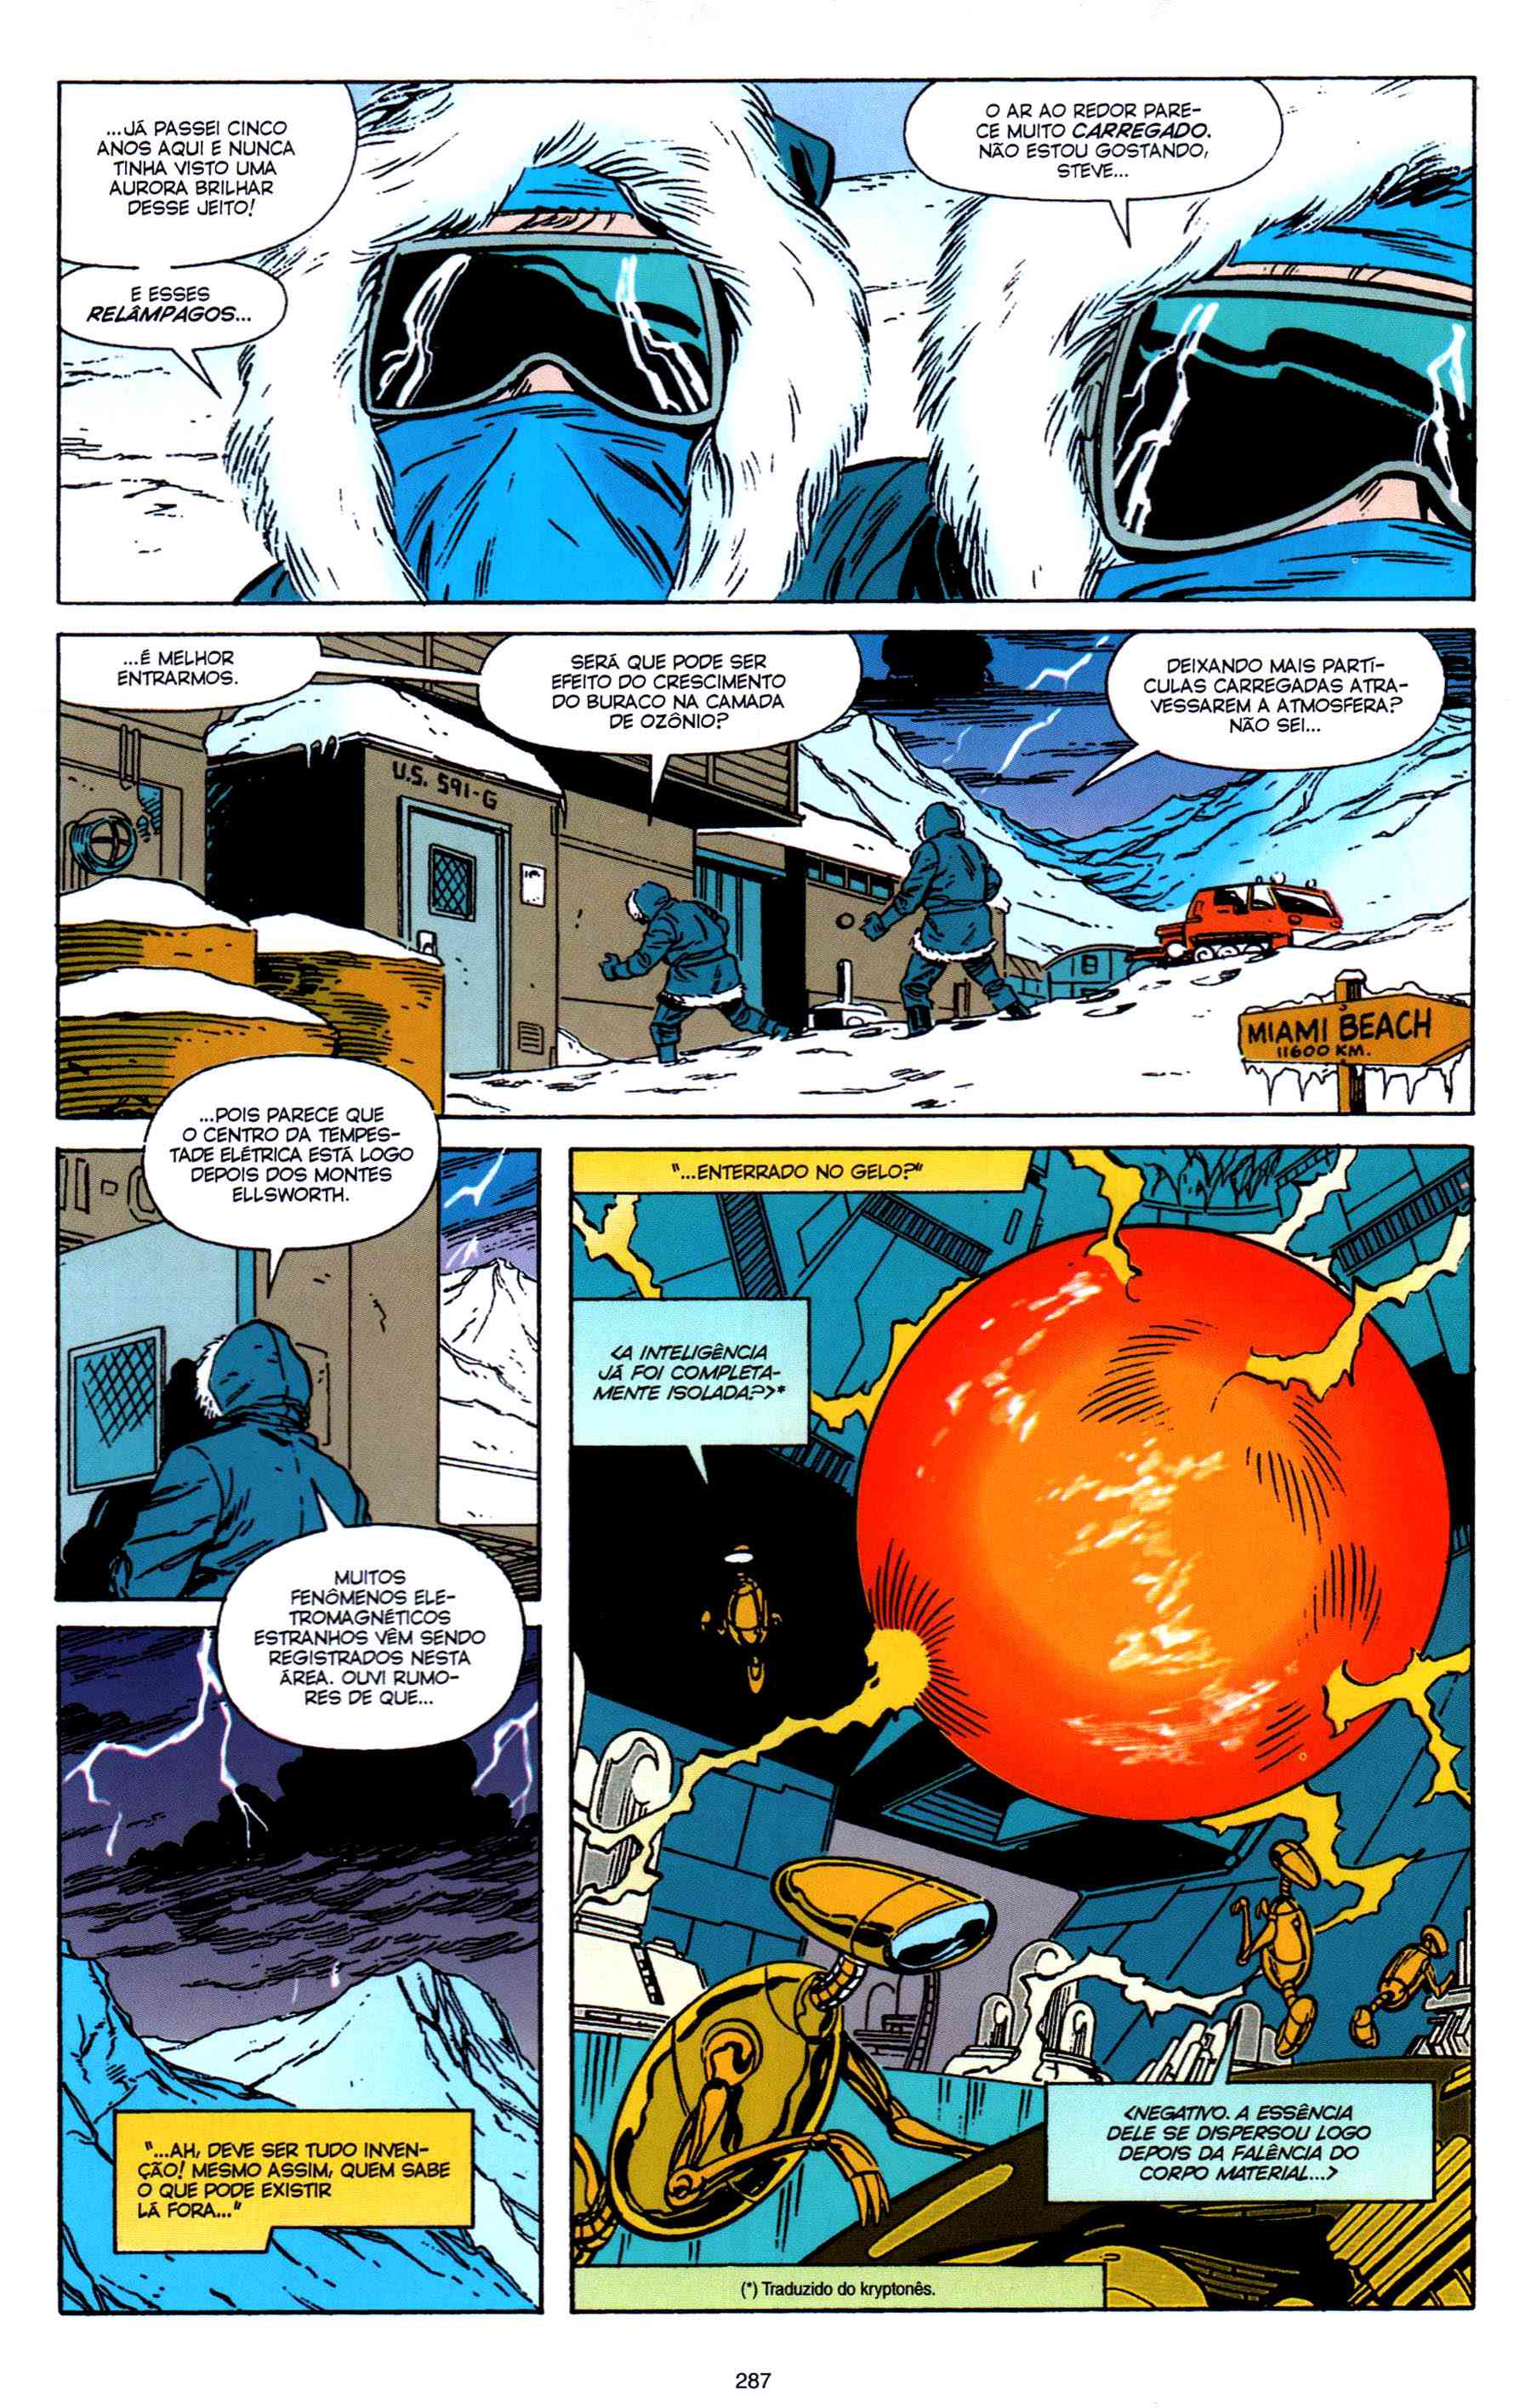 ...JÁ PASSEI CINCO
ANOS AQUI E NUNCA
TINHA VISTO UMA
AURORA BRILHAR
DESSE JEITO!
E ESSES
RELÂMPAGOS...
O AR AO REDOR PARE-
CE MUITO CARREGADO.
NÃO ESTOU GOSTANDO,
STEVE...
...É MELHOR
ENTRARMOS.
SERÁ QUE PODE SER
EFEITO DO CRESCIMENTO
DO BURACO NA CAMADA
DE OZÔNIO?
DEIXANDO MAIS PARTÍ-
CULAS CARREGADAS ATRA-
VESSAREM A ATMOSFERA?
NÃO SEI...
U.S. 591-G
MIAMI BEACH
11600 KM.
...POIS PARECE QUE
O CENTRO DA TEMPES-
TADE ELÉTRICA ESTÁ LOGO
DEPOIS DOS MONTES
ELLSWORTH.
MUITOS
FENÔMENOS ELE-
TROMAGNÉTICOS
ESTRANHOS VÊM SENDO
REGISTRADOS NESTA
ÁREA. OUVI RUMO-
RES DE QUE...
"...AH, DEVE SER TUDO INVEN-
ÇÃO! MESMO ASSIM, QUEM SABE
O QUE PODE EXISTIR
LÁ FORA..."
"...ENTERRADO NO GELO?"
<A INTELIGÊNCIA
JÁ FOI COMPLETA-
MENTE ISOLADA?>*
<NEGATIVO. A ESSÊNCIA
DELE SE DISPERSOU LOGO
DEPOIS DA FALÊNCIA DO
CORPO MATERIAL...>
(*) Traduzido do kryptonês.
287